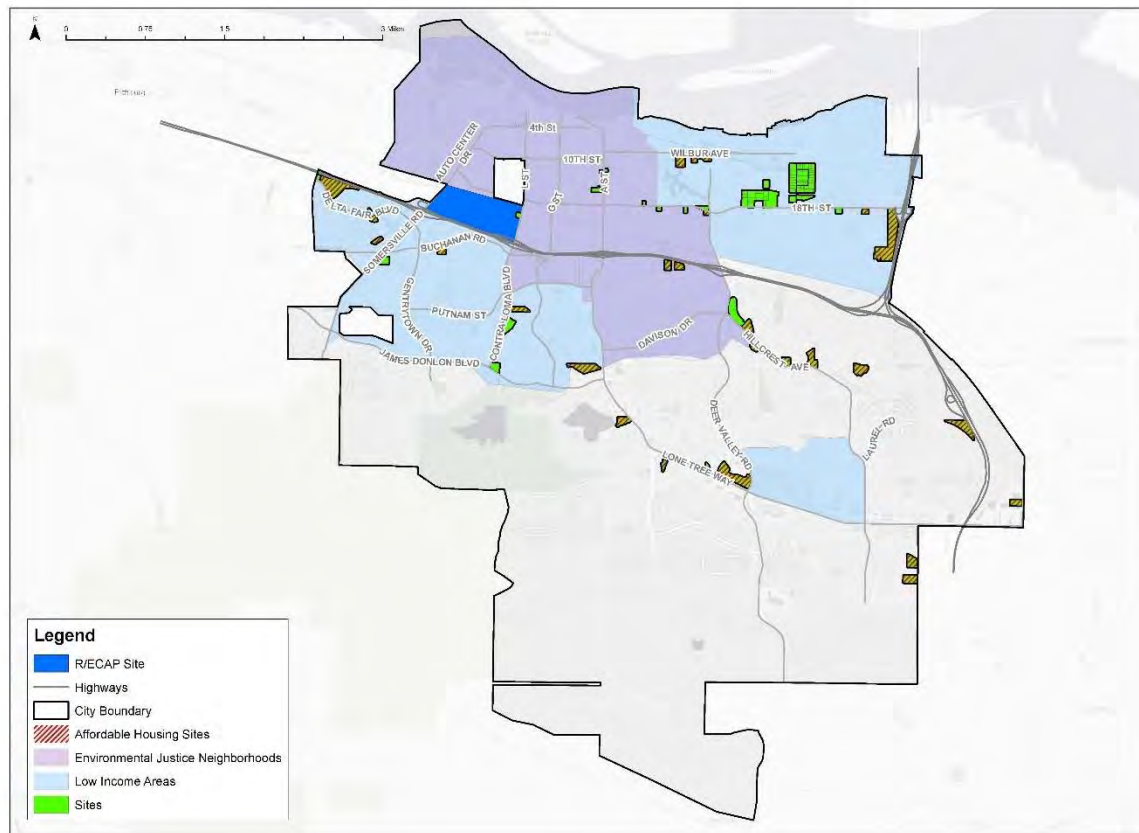 N
0 0.75 1.5 3 Miles
4th St
AUTO CENTER DR
10TH ST
WILBUR AVE
L ST
G ST
A ST
18TH ST
DELTA FAIR BLVD
SOMERSVILLE RD
BUCHANAN RD
GENTRYTOWN DR
PUTNAM ST
CONTRA LOMA BLVD
DAVISON DR
HILLCREST AVE
JAMES DONLON BLVD
DEER VALLEY RD
LAUREL RD
LONE TREE WAY
Legend
R/ECAP Site
Highways
City Boundary
Affordable Housing Sites
Environmental Justice Neighborhoods
Low Income Areas
Sites